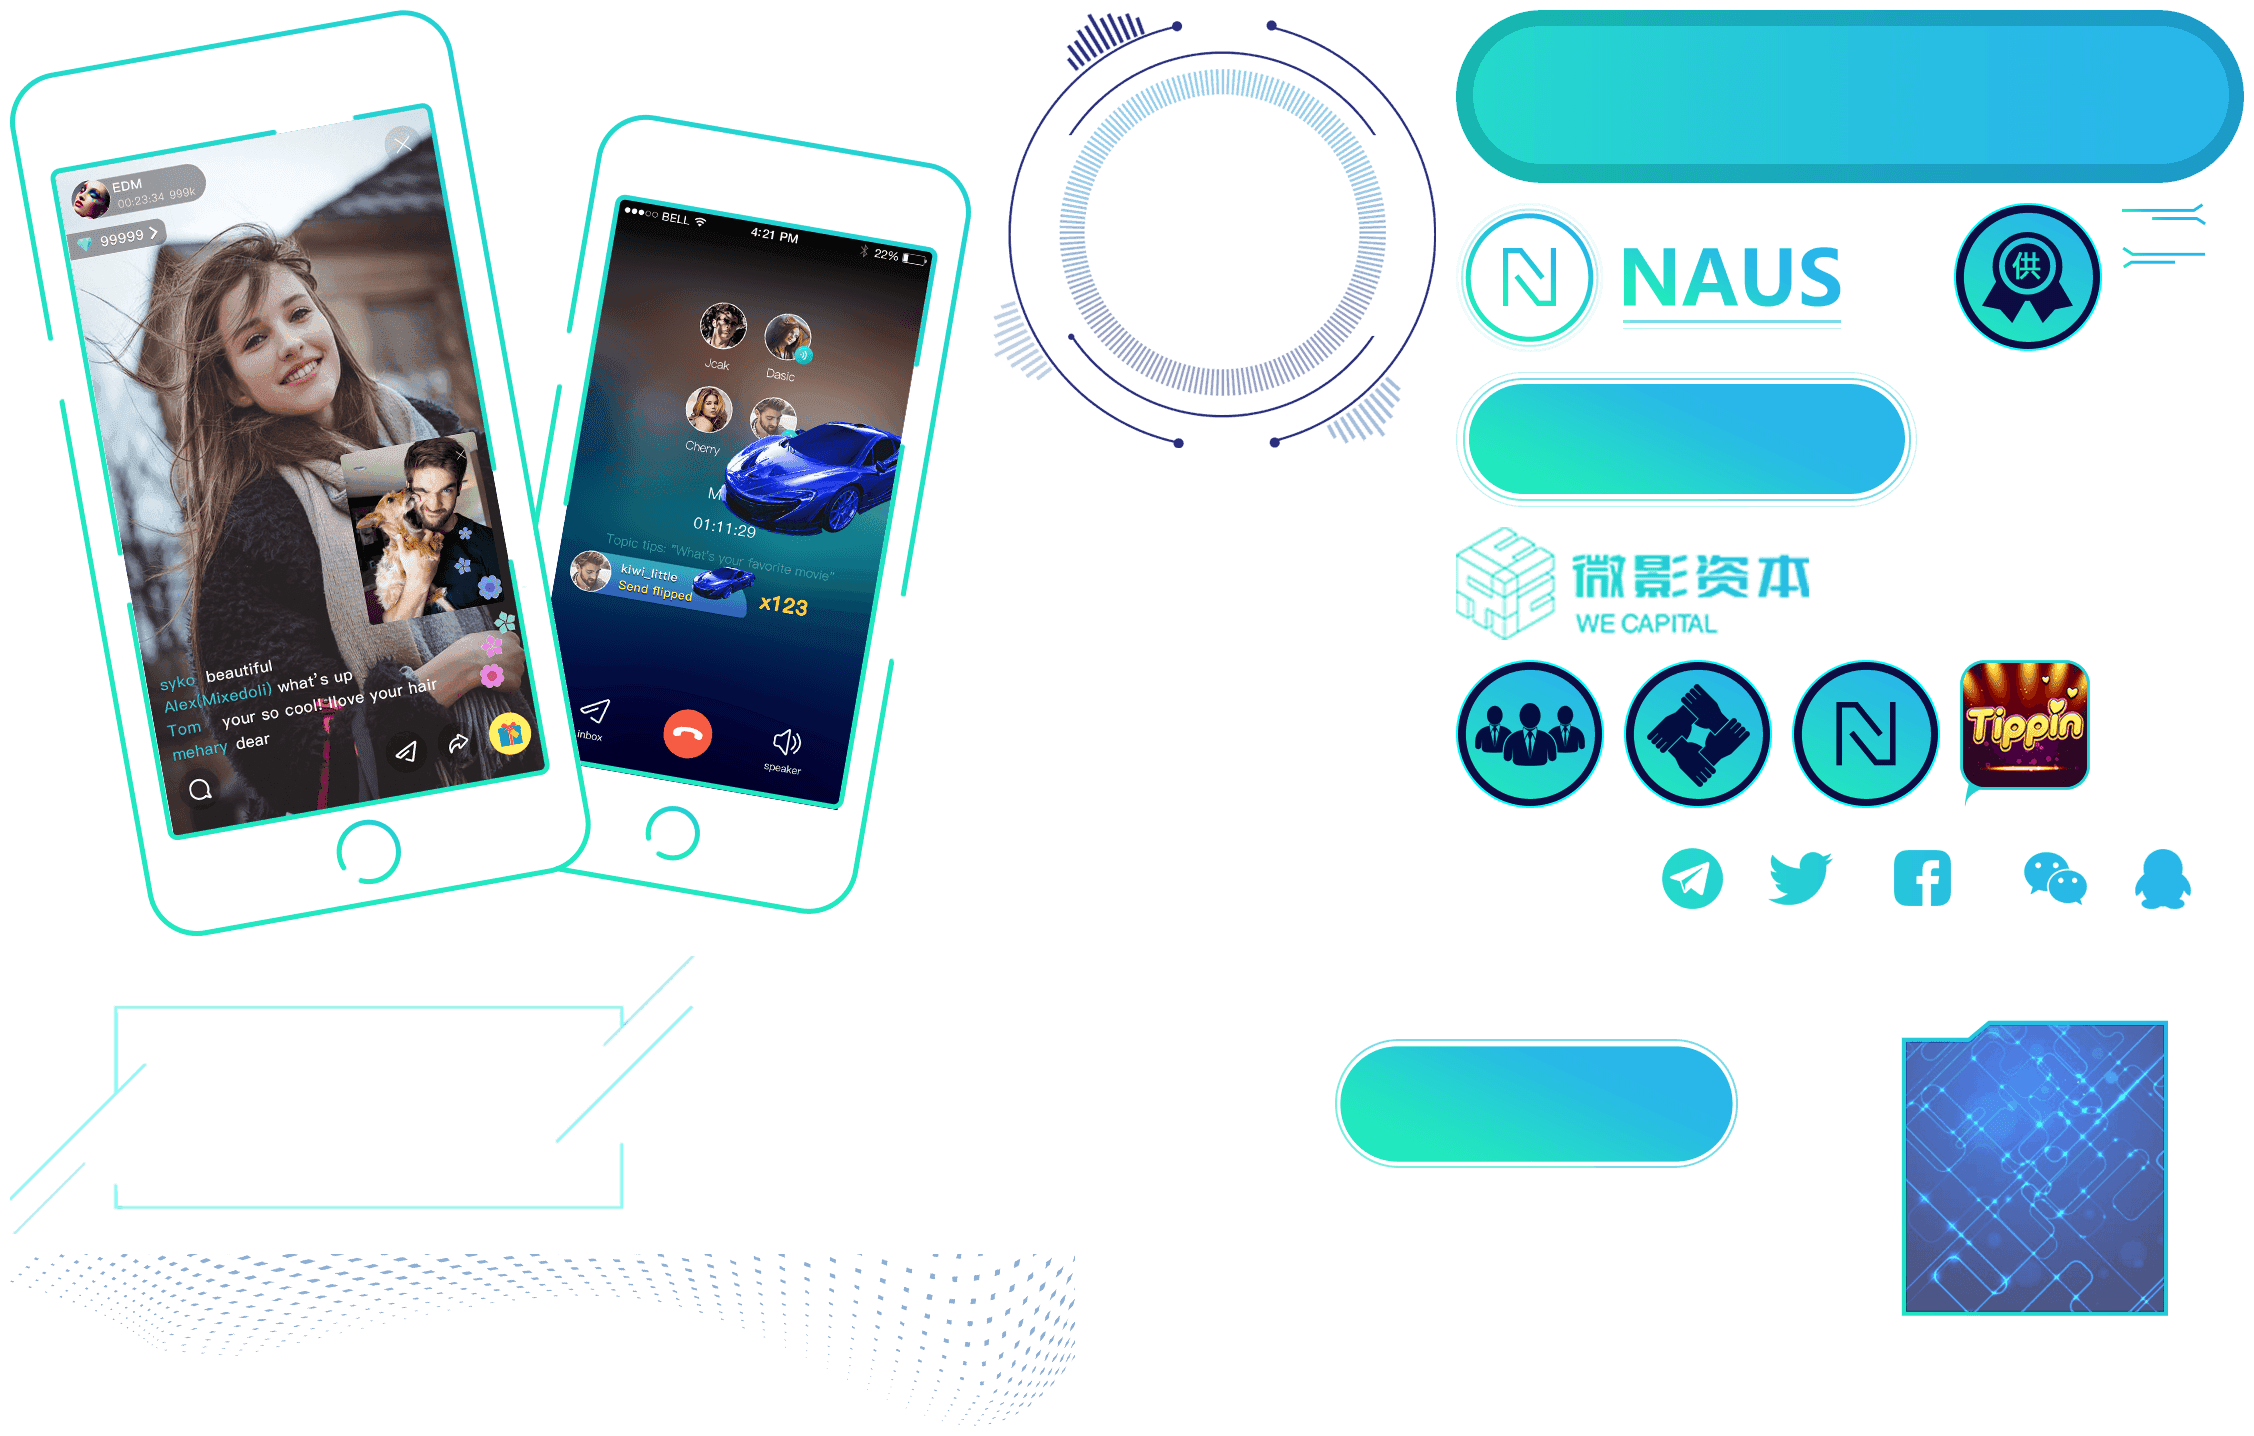 EDM
00:23:34 999k
99999
syko beautiful
Alex(Mixedoli) what's up
Tom your so cool! Ilove your hair
mehary dear
BELL
4:21 PM
22%
Jcak
Dasic
Cherry
M
01:11:29
Topic tips: "What's your favorite movie"
kiwi_little
Send flipped
x123
inbox
speaker
NAUS
供
微影资本
WE CAPITAL
Tippin